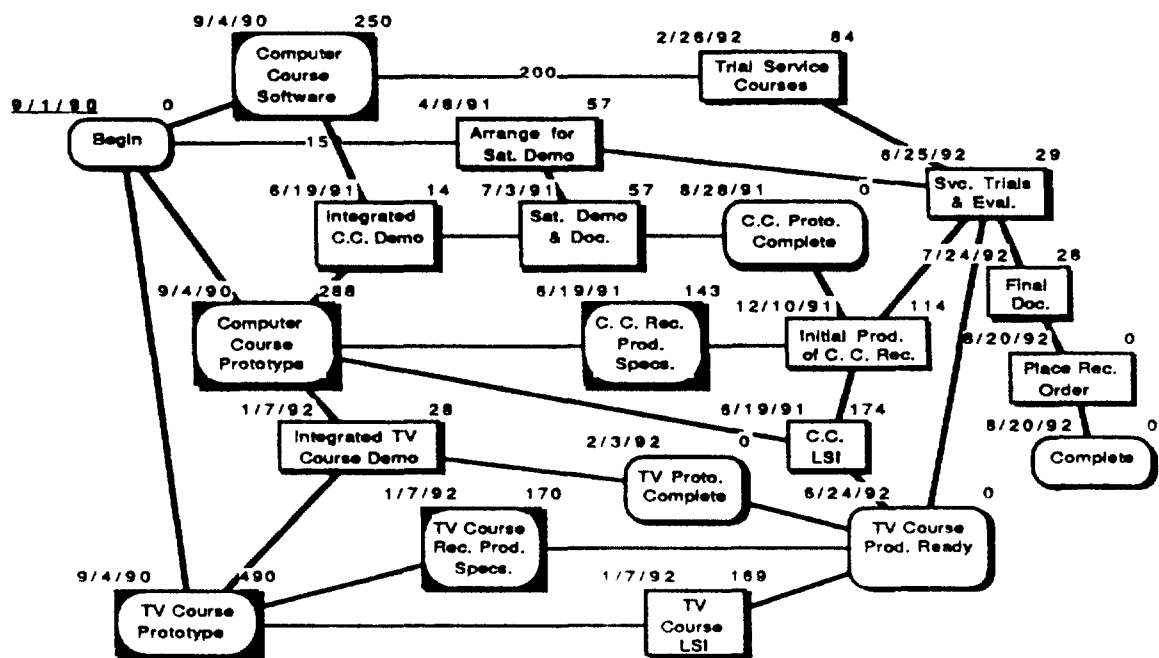 9/4/90 250
Computer
Course
Software
2/26/92 84
Trial Service
Courses
200
9/1/90 0
Begin
15
4/8/91 57
Arrange for
Sat. Demo
6/25/92 29
Svc. Trials
& Eval.
6/19/91 14
Integrated
C.C. Demo
7/3/91 57
Sat. Demo
& Doc.
8/28/91 0
C.C. Proto.
Complete
7/24/92 28
Final
Doc.
9/4/90 288
Computer
Course
Prototype
6/19/91 143
C. C. Rec.
Prod.
Specs.
12/10/91 114
Initial Prod.
of C. C. Rec.
8/20/92 0
Place Rec.
Order
1/7/92 28
Integrated TV
Course Demo
6/19/91 174
C.C.
LSI
8/20/92 0
Complete
2/3/92 0
TV Proto.
Complete
1/7/92 170
TV Course
Rec. Prod.
Specs.
6/24/92 0
TV Course
Prod. Ready
9/4/90 490
TV Course
Prototype
1/7/92 169
TV
Course
LSI